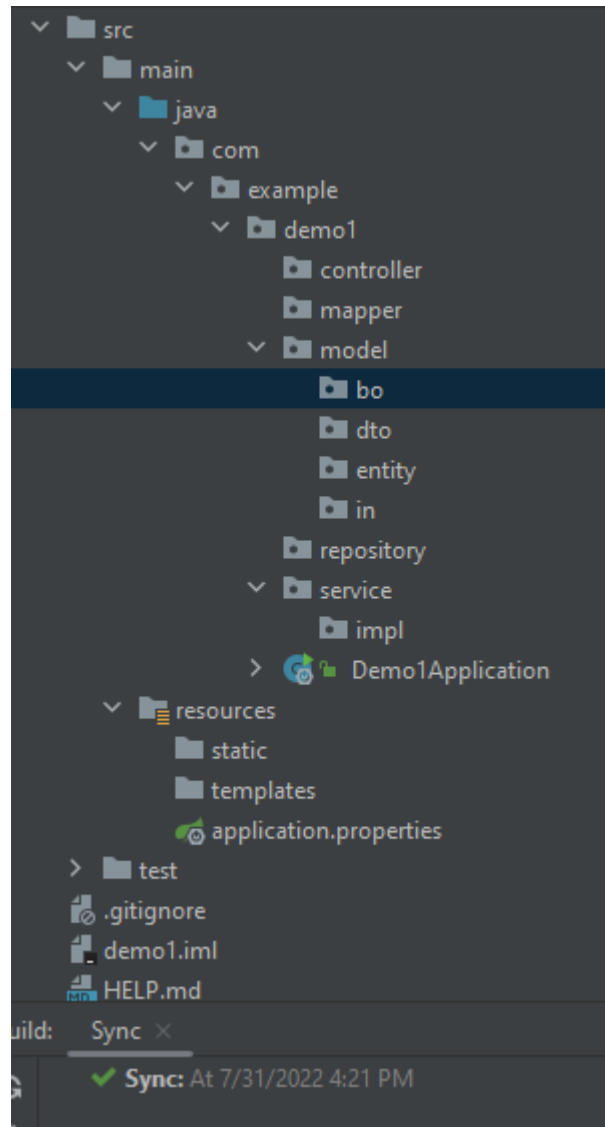 src
main
java
com
example
demo1
controller
mapper
model
bo
dto
entity
in
repository
service
impl
Demo1Application
resources
static
templates
application.properties
test
.gitignore
demo1.iml
MD HELP.md
uild: Sync ×
Sync: At 7/31/2022 4:21 PM